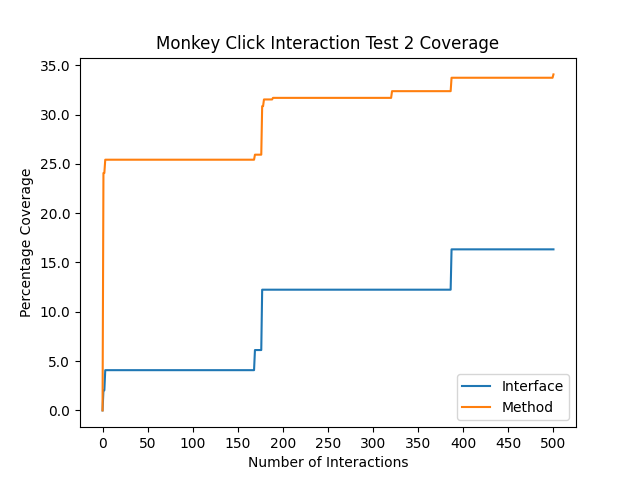 Monkey Click Interaction Test 2 Coverage
Percentage Coverage
35.0
30.0
25.0
20.0
15.0
10.0
5.0
0.0
Interface
Method
0 50 100 150 200 250 300 350 400 450 500
Number of Interactions